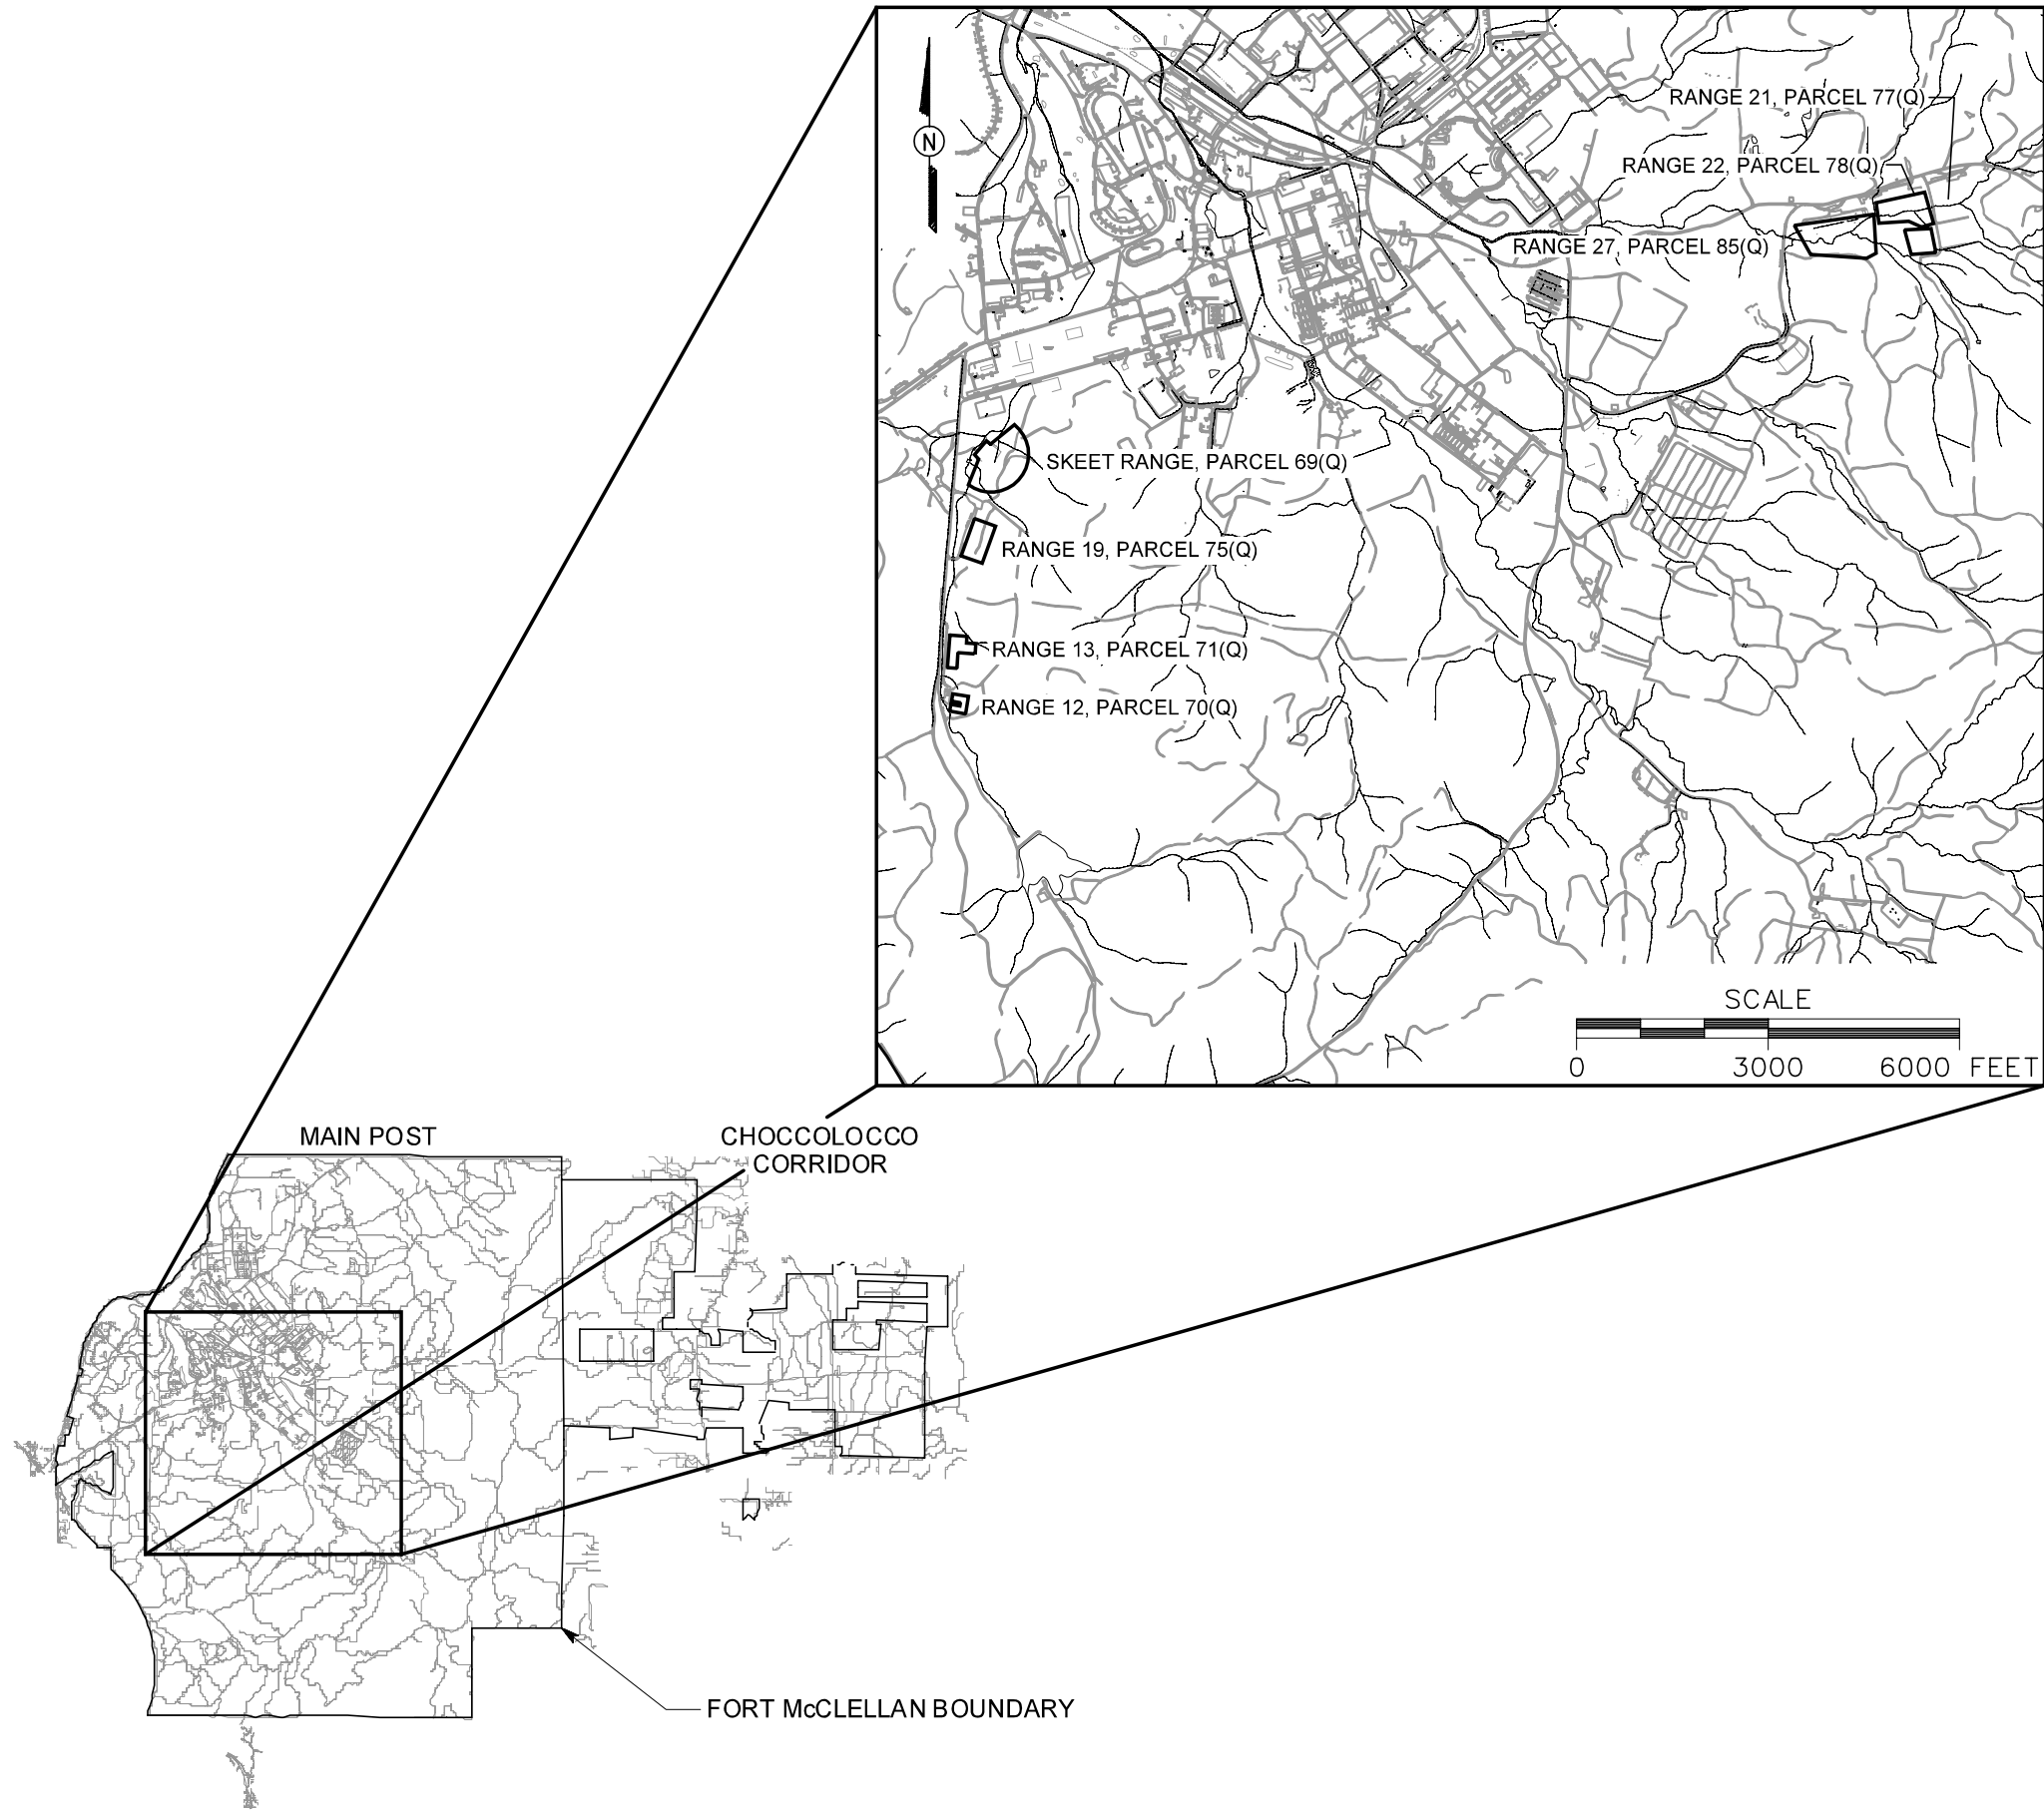 N
RANGE 21, PARCEL 77(Q)
RANGE 22, PARCEL 78(Q)
RANGE 27, PARCEL 85(Q)
SKEET RANGE, PARCEL 69(Q)
RANGE 19, PARCEL 75(Q)
RANGE 13, PARCEL 71(Q)
RANGE 12, PARCEL 70(Q)
SCALE
0 3000 6000 FEET
MAIN POST
CHOCCOLOCCO
CORRIDOR
FORT McCLELLAN BOUNDARY